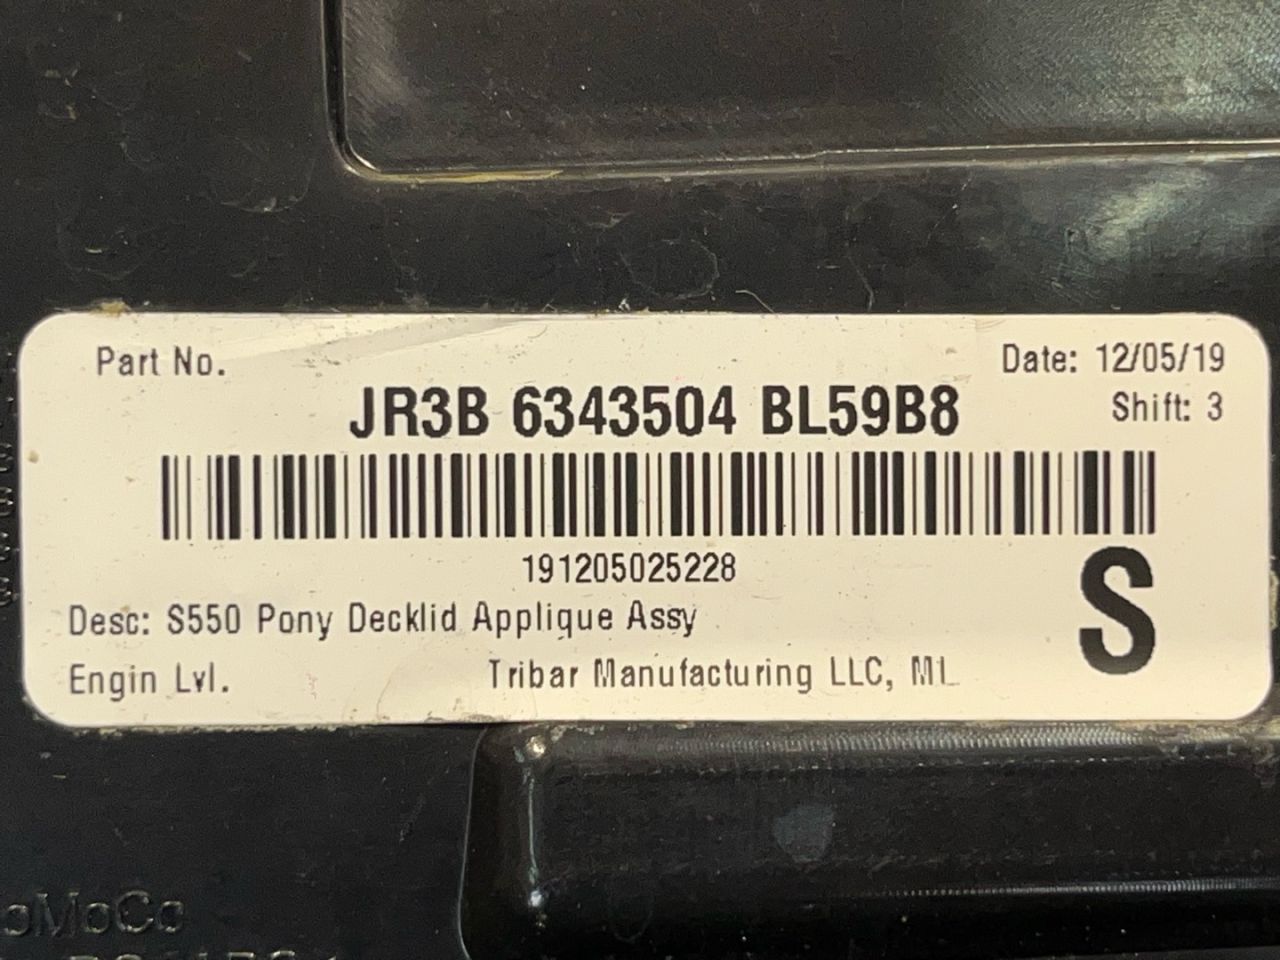 Part No.
Date: 12/05/19
JR3B 6343504 BL59B8
Shift: 3
191205025228
S
Desc: S550 Pony Decklid Applique Assy
Engin Lvl.
Tribar Manufacturing LLC, MI
oMoCo